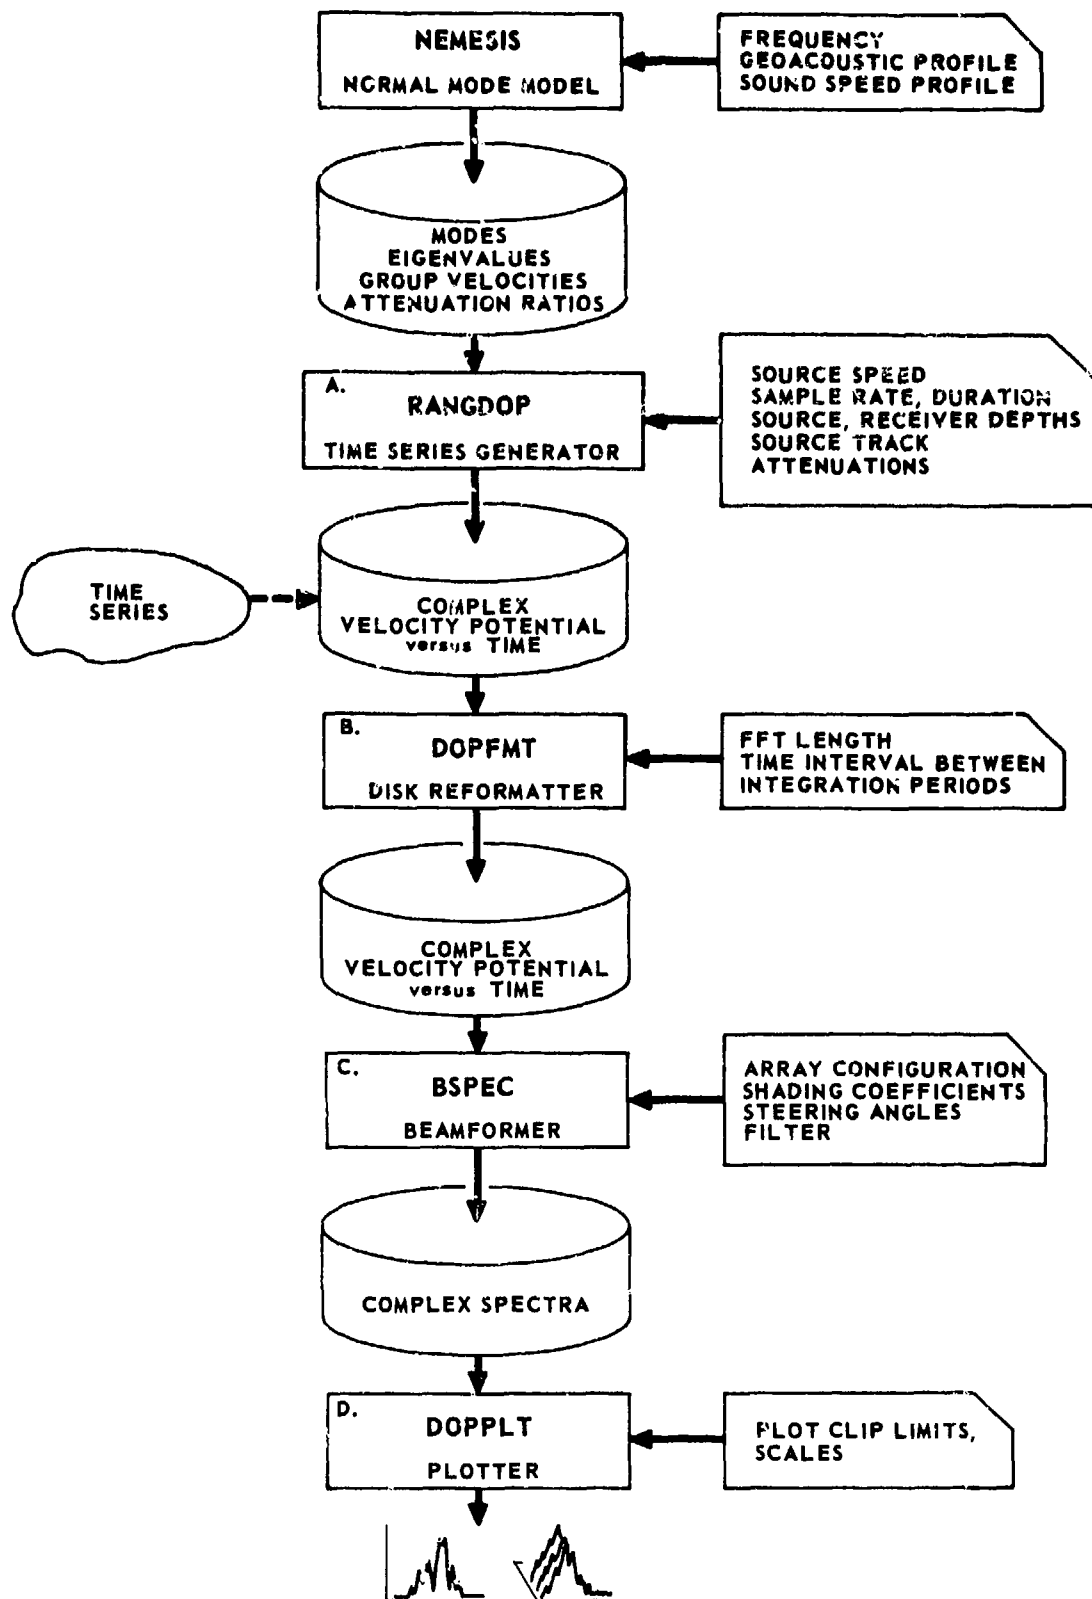 NEMESIS
NORMAL MODE MODEL
FREQUENCY
GEOACOUSTIC PROFILE
SOUND SPEED PROFILE
MODES
EIGENVALUES
GROUP VELOCITIES
ATTENUATION RATIOS
A.
RANGDOP
TIME SERIES GENERATOR
SOURCE SPEED
SAMPLE RATE, DURATION
SOURCE, RECEIVER DEPTHS
SOURCE TRACK
ATTENUATIONS
TIME
SERIES
COMPLEX
VELOCITY POTENTIAL
versus TIME
B.
DOPFMT
DISK REFORMATTER
FFT LENGTH
TIME INTERVAL BETWEEN
INTEGRATION PERIODS
COMPLEX
VELOCITY POTENTIAL
versus TIME
C.
BSPEC
BEAMFORMER
ARRAY CONFIGURATION
SHADING COEFFICIENTS
STEERING ANGLES
FILTER
COMPLEX SPECTRA
D.
DOPPLT
PLOTTER
PLOT CLIP LIMITS,
SCALES